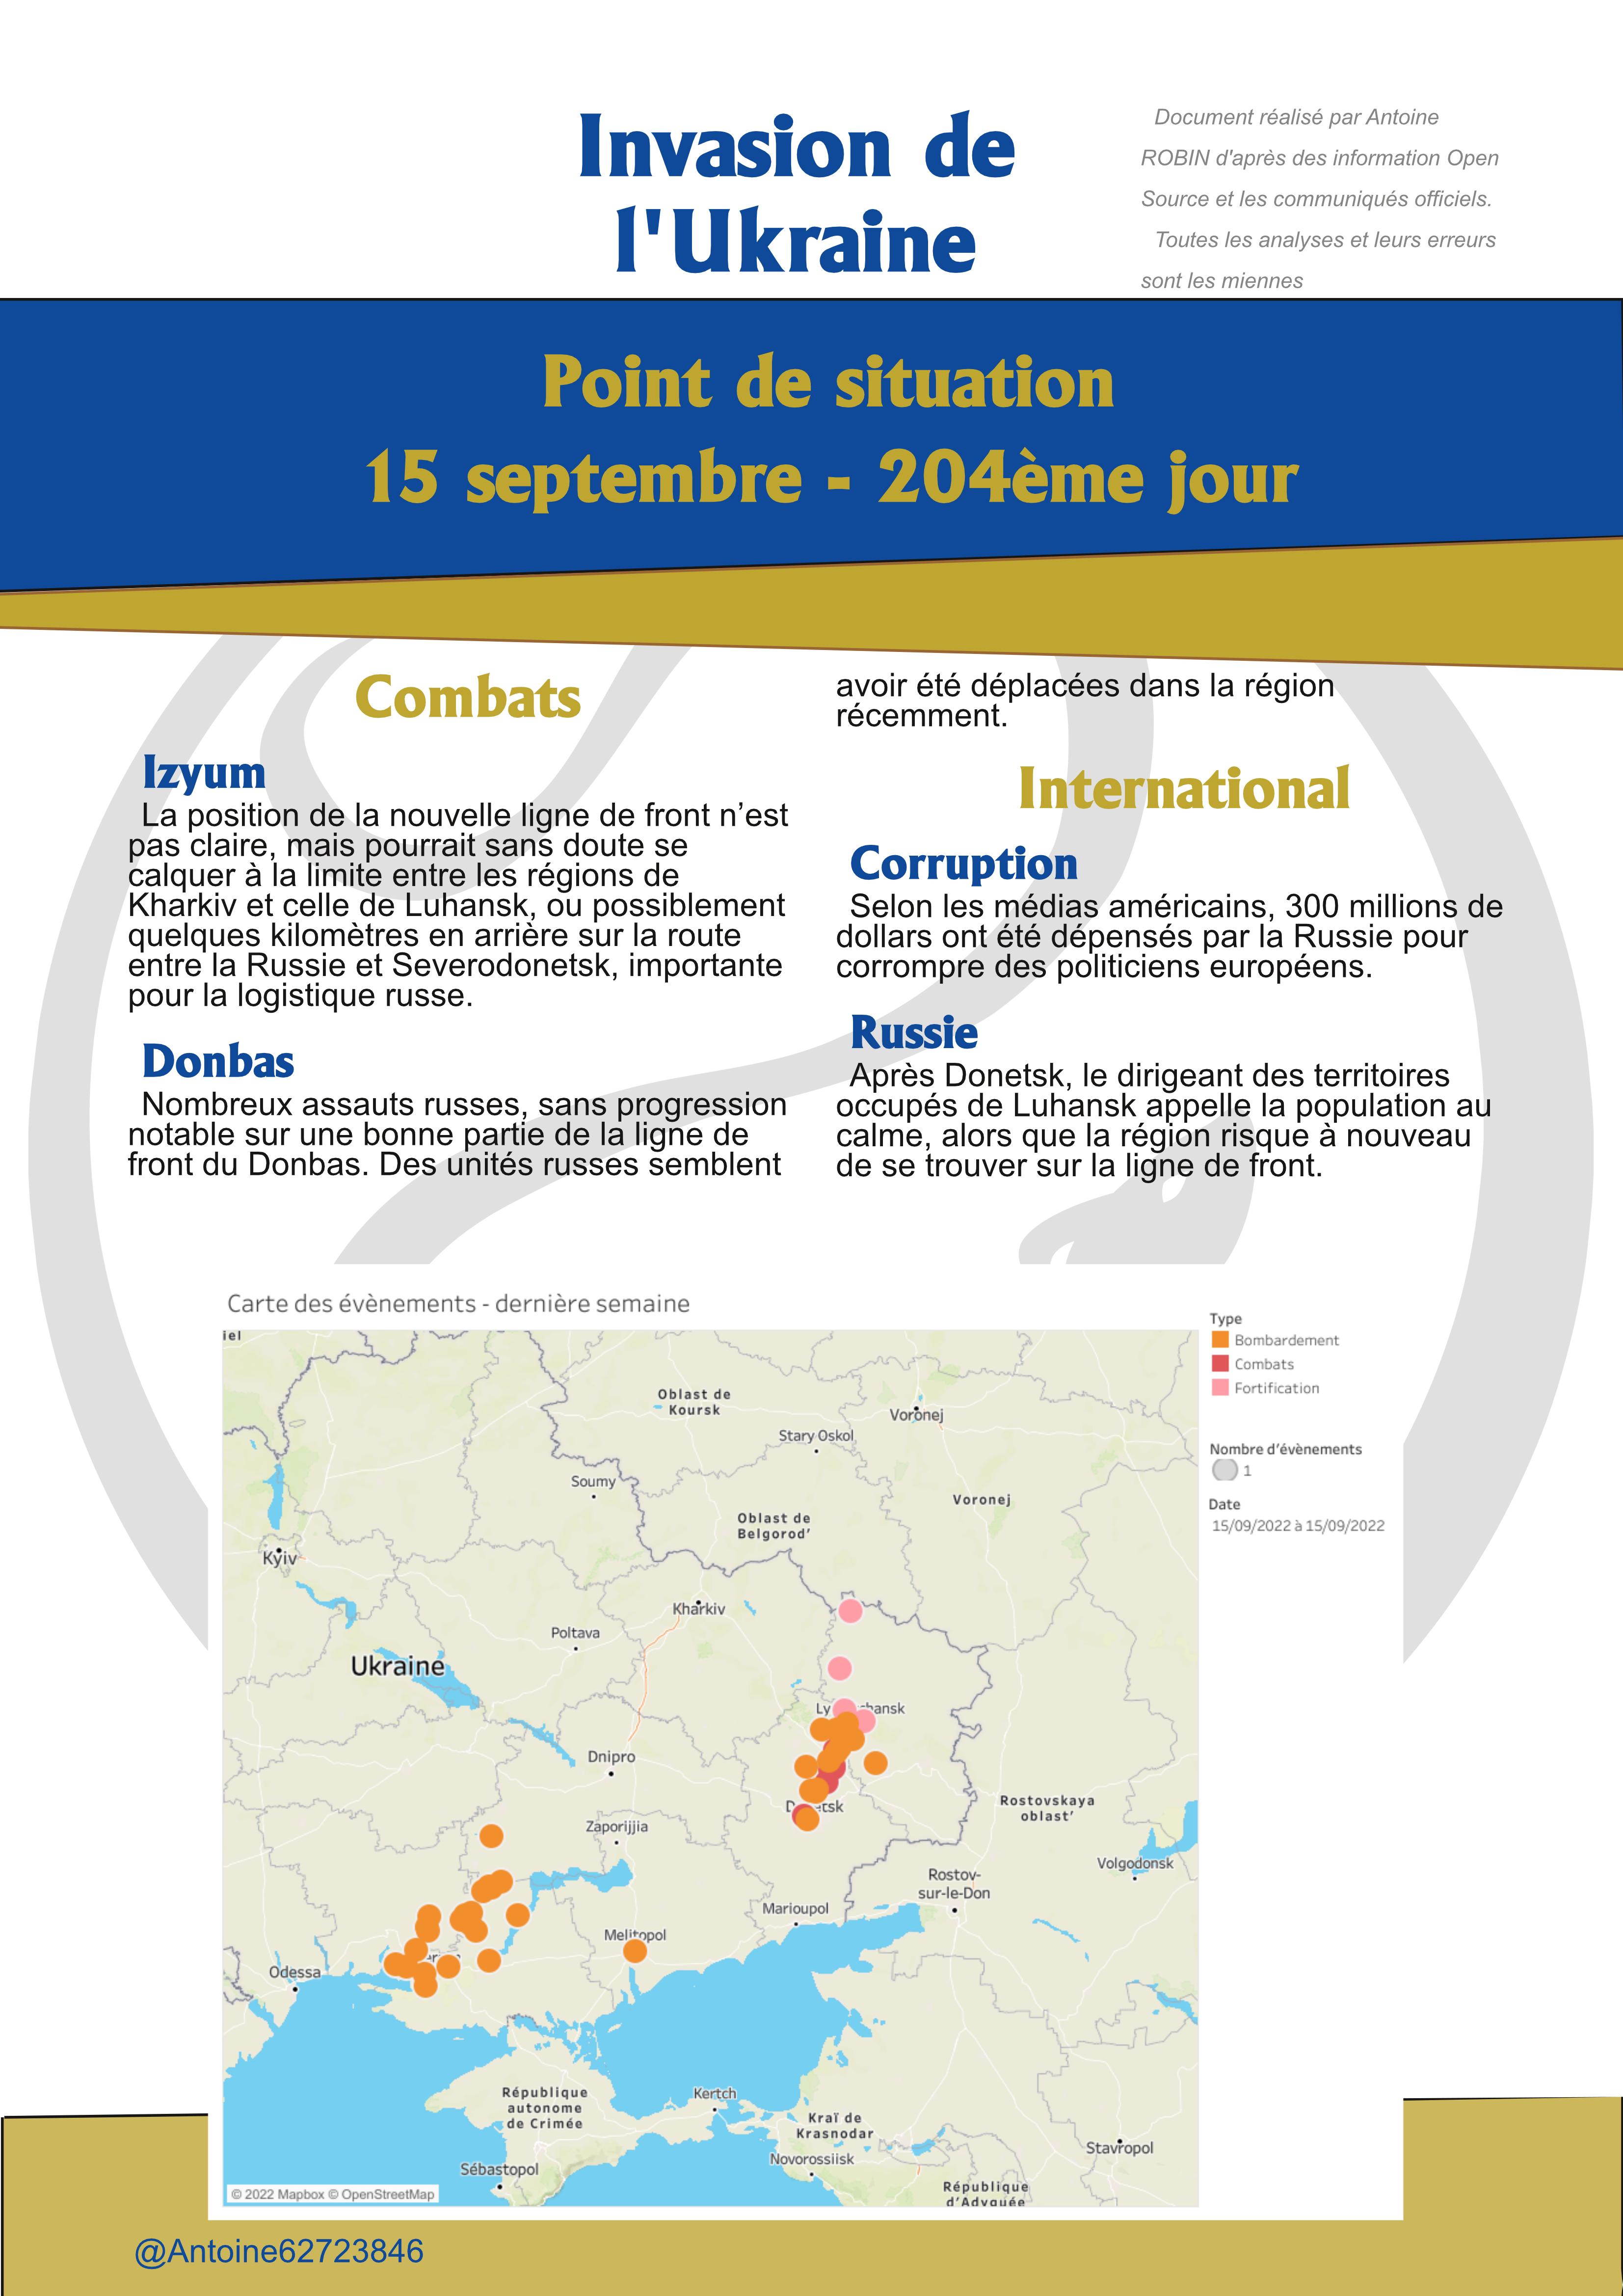 Invasion de
l'Ukraine
Document réalisé par Antoine
ROBIN d'après des information Open
Source et les communiqués officiels.
Toutes les analyses et leurs erreurs
sont les miennes
Point de situation
15 septembre - 204ème jour
Combats
Izyum
La position de la nouvelle ligne de front n’est
pas claire, mais pourrait sans doute se
calquer à la limite entre les régions de
Kharkiv et celle de Luhansk, ou possiblement
quelques kilomètres en arrière sur la route
entre la Russie et Severodonetsk, importante
pour la logistique russe.
Donbas
Nombreux assauts russes, sans progression
notable sur une bonne partie de la ligne de
front du Donbas. Des unités russes semblent
avoir été déplacées dans la région
récemment.
International
Corruption
Selon les médias américains, 300 millions de
dollars ont été dépensés par la Russie pour
corrompre des politiciens européens.
Russie
Après Donetsk, le dirigeant des territoires
occupés de Luhansk appelle la population au
calme, alors que la région risque à nouveau
de se trouver sur la ligne de front.
Carte des évènements - dernière semaine
Type
Bombardement
Combats
Fortification
Nombre d’évènements
1
Date
15/09/2022 à 15/09/2022
iel
Oblast de
Koursk
Voronej
Stary Oskol
Soumy
Voronej
Oblast de
Belgorod’
Kyiv
Kharkiv
Poltava
Ukraine
Dnipro
Rostovskaya
oblast’
Zaporijjia
Volgodonsk
Rostov-
sur-le-Don
Marioupol
Melitopol
Odessa
République
autonome
de Crimée
Kertch
Kraï de
Krasnodar
Stavropol
Novorossiisk
Sébastopol
République
d’Adyguée
© 2022 Mapbox © OpenStreetMap
@Antoine62723846